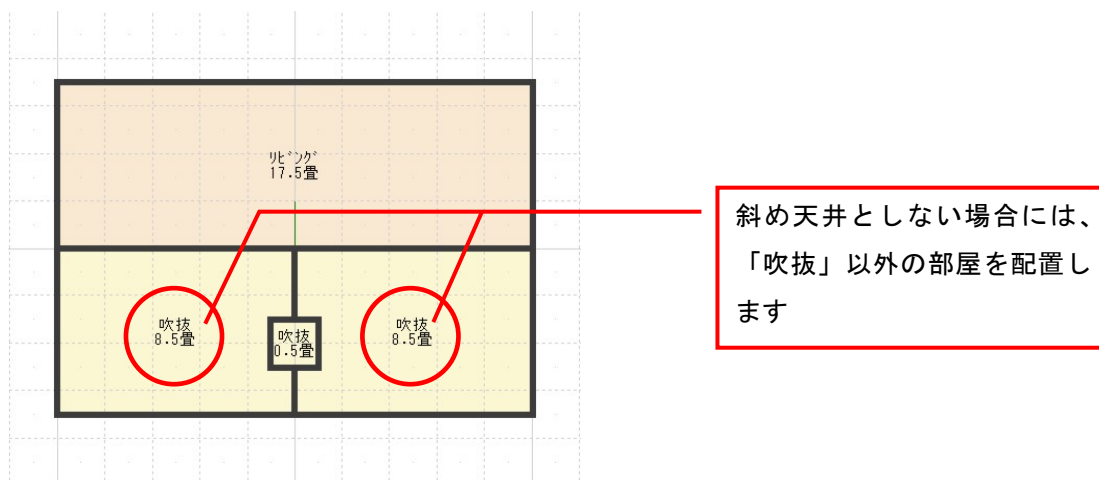 ﾘﾋﾞﾝｸﾞ
17.5畳
吹抜
8.5畳
吹抜
0.5畳
吹抜
8.5畳
斜め天井としない場合には、
「吹抜」以外の部屋を配置し
ます